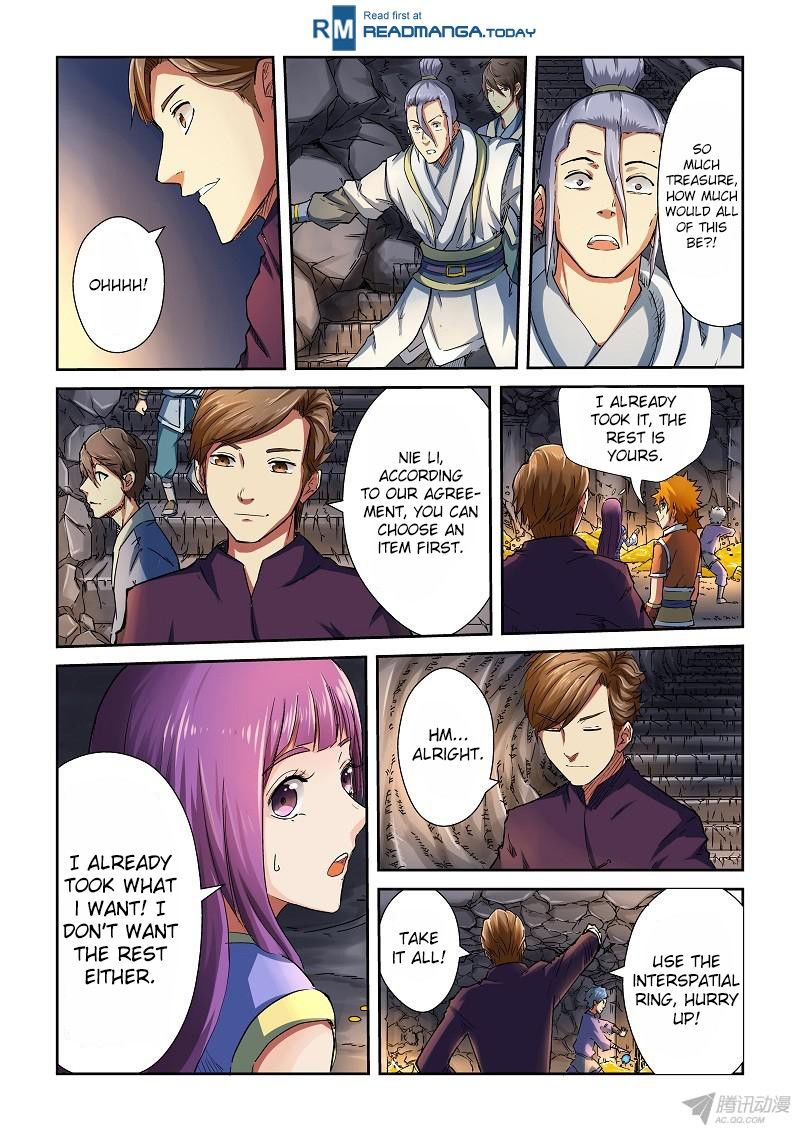 RM
Read first at
READMANGA.TODAY
OHHHH!
SO
MUCH
TREASURE,
HOW MUCH
WOULD ALL
OF THIS
BE?!
NIE LI,
ACCORDING
TO OUR AGREE-
MENT, YOU CAN
CHOOSE AN
ITEM FIRST.
I ALREADY
TOOK IT, THE
REST IS
YOURS.
I ALREADY
TOOK WHAT
I WANT! I
DON'T WANT
THE REST
EITHER.
HM...
ALRIGHT.
TAKE
IT ALL!
USE THE
INTERSPATIAL
RING, HURRY
UP!
腾讯动漫
AC.QQ.COM